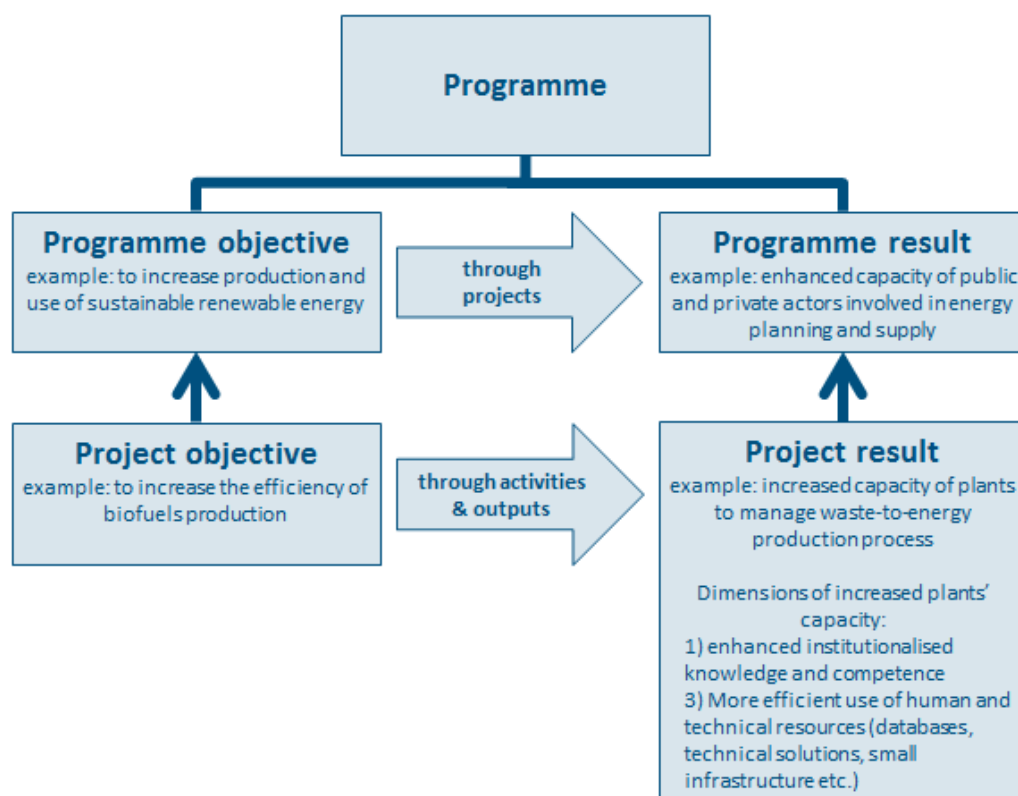 Programme
Programme objective
example: to increase production and
use of sustainable renewable energy
through
projects
Programme result
example: enhanced capacity of public
and private actors involved in energy
planning and supply
Project objective
example: to increase the efficiency of
biofuels production
through activities
& outputs
Project result
example: increased capacity of plants
to manage waste-to-energy
production process
Dimensions of increased plants’
capacity:
1) enhanced institutionalised
knowledge and competence
3) More efficient use of human and
technical resources (databases,
technical solutions, small
infrastructure etc.)